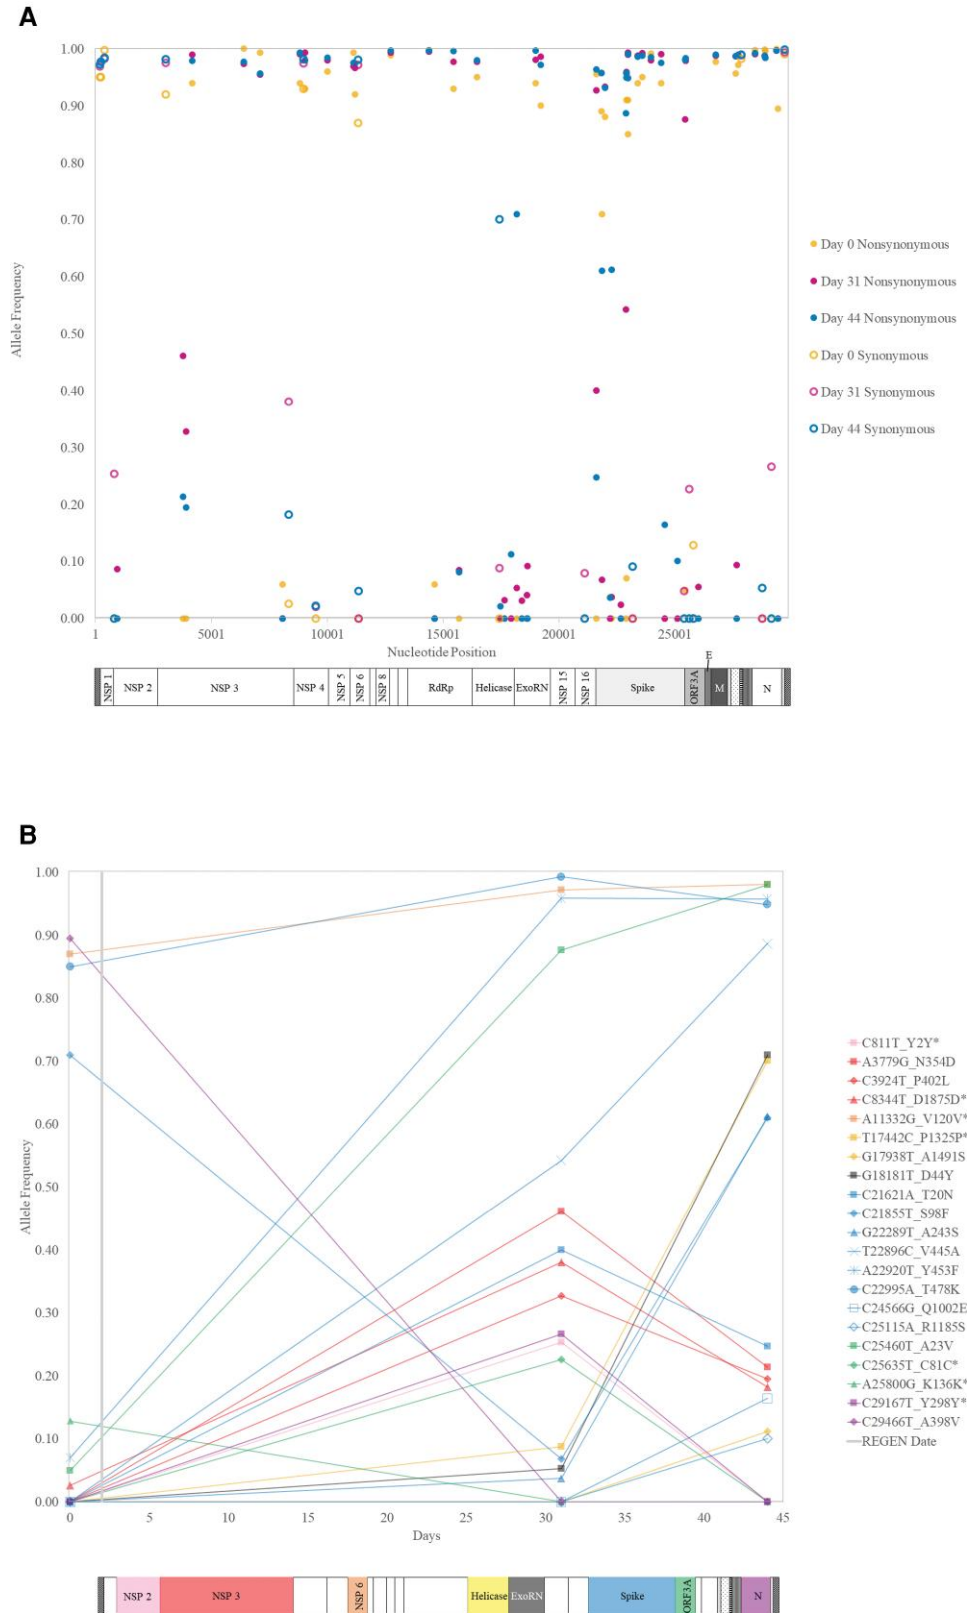 A
1.00
0.90
0.80
0.70
0.60
0.50
0.40
0.30
0.20
0.10
0.00
Allele Frequency
1 5001 10001 15001 20001 25001
Nucleotide Position
Day 0 Nonsynonymous
Day 31 Nonsynonymous
Day 44 Nonsynonymous
Day 0 Synonymous
Day 31 Synonymous
Day 44 Synonymous
E
NSP 1 NSP 2 NSP 3 NSP 4 NSP 5 NSP 6 NSP 8 RdRp Helicase ExoRN NSP 15 NSP 16 Spike ORF3A M N
B
1.00
0.90
0.80
0.70
0.60
0.50
0.40
0.30
0.20
0.10
0.00
Allele Frequency
0 5 10 15 20 25 30 35 40 45
Days
C811T_Y2Y*
A3779G_N354D
C3924T_P402L
C8344T_D1875D*
A11332G_V120V*
T17442C_P1325P*
G17938T_A1491S
G18181T_D44Y
C21621A_T20N
C21855T_S98F
G22289T_A243S
T22896C_V445A
A22920T_Y453F
C22995A_T478K
C24566G_Q1002E
C25115A_R1185S
C25460T_A23V
C25635T_C81C*
A25800G_K136K*
C29167T_Y298Y*
C29466T_A398V
REGEN Date
NSP 2 NSP 3 NSP 6 Helicase ExoRN Spike ORF3A N